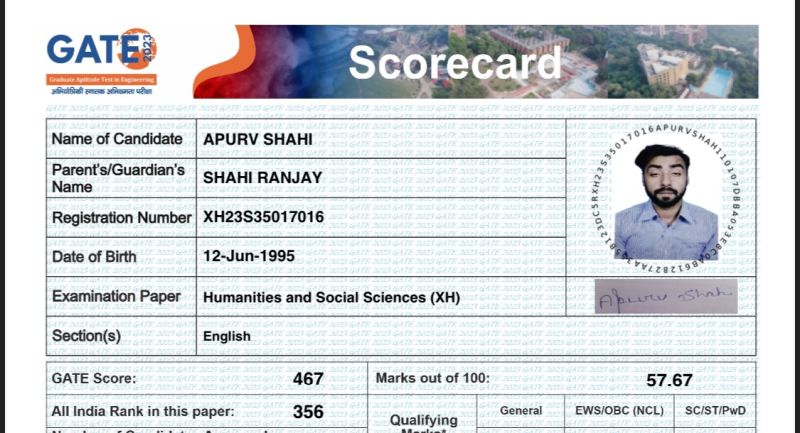 GATE 2023
Graduate Aptitude Test in Engineering
अभियांत्रिकी स्नातक अभिक्षमता परीक्षा
Scorecard
Name of Candidate APURV SHAHI
Parent's/Guardian's Name SHAHI RANJAY
Registration Number XH23S35017016
Date of Birth 12-Jun-1995
Examination Paper Humanities and Social Sciences (XH)
Section(s) English
Apurv Shahi
GATE Score: 467 Marks out of 100: 57.67
All India Rank in this paper: 356
Qualifying Marks* General EWS/OBC (NCL) SC/ST/PwD